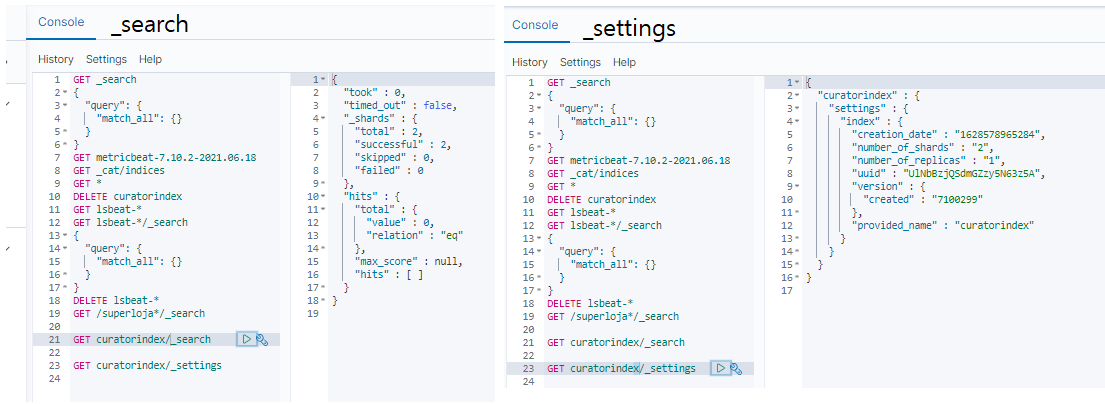 Console
_search
History Settings Help
1 GET _search
2 {
3 "query": {
4 "match_all": {}
5 }
6 }
7 GET metricbeat-7.10.2-2021.06.18
8 GET _cat/indices
9 GET *
10 DELETE curatorindex
11 GET lsbeat-*
12 GET lsbeat-*/_search
13 {
14 "query": {
15 "match_all": {}
16 }
17 }
18 DELETE lsbeat-*
19 GET /superloja*/_search
20
21 GET curatorindex/_search
22
23 GET curatorindex/_settings
24
1 {
2 "took" : 0,
3 "timed_out" : false,
4 "_shards" : {
5 "total" : 2,
6 "successful" : 2,
7 "skipped" : 0,
8 "failed" : 0
9 },
10 "hits" : {
11 "total" : {
12 "value" : 0,
13 "relation" : "eq"
14 },
15 "max_score" : null,
16 "hits" : [ ]
17 }
18 }
19
Console
_settings
History Settings Help
1 GET _search
2 {
3 "query": {
4 "match_all": {}
5 }
6 }
7 GET metricbeat-7.10.2-2021.06.18
8 GET _cat/indices
9 GET *
10 DELETE curatorindex
11 GET lsbeat-*
12 GET lsbeat-*/_search
13 {
14 "query": {
15 "match_all": {}
16 }
17 }
18 DELETE lsbeat-*
19 GET /superloja*/_search
20
21 GET curatorindex/_search
22
23 GET curatorindex/_settings
24
1 {
2 "curatorindex" : {
3 "settings" : {
4 "index" : {
5 "creation_date" : "1628578965284",
6 "number_of_shards" : "2",
7 "number_of_replicas" : "1",
8 "uuid" : "UlNbBzjQSdmGZzy5N63z5A",
9 "version" : {
10 "created" : "7100299"
11 },
12 "provided_name" : "curatorindex"
13 }
14 }
15 }
16 }
17